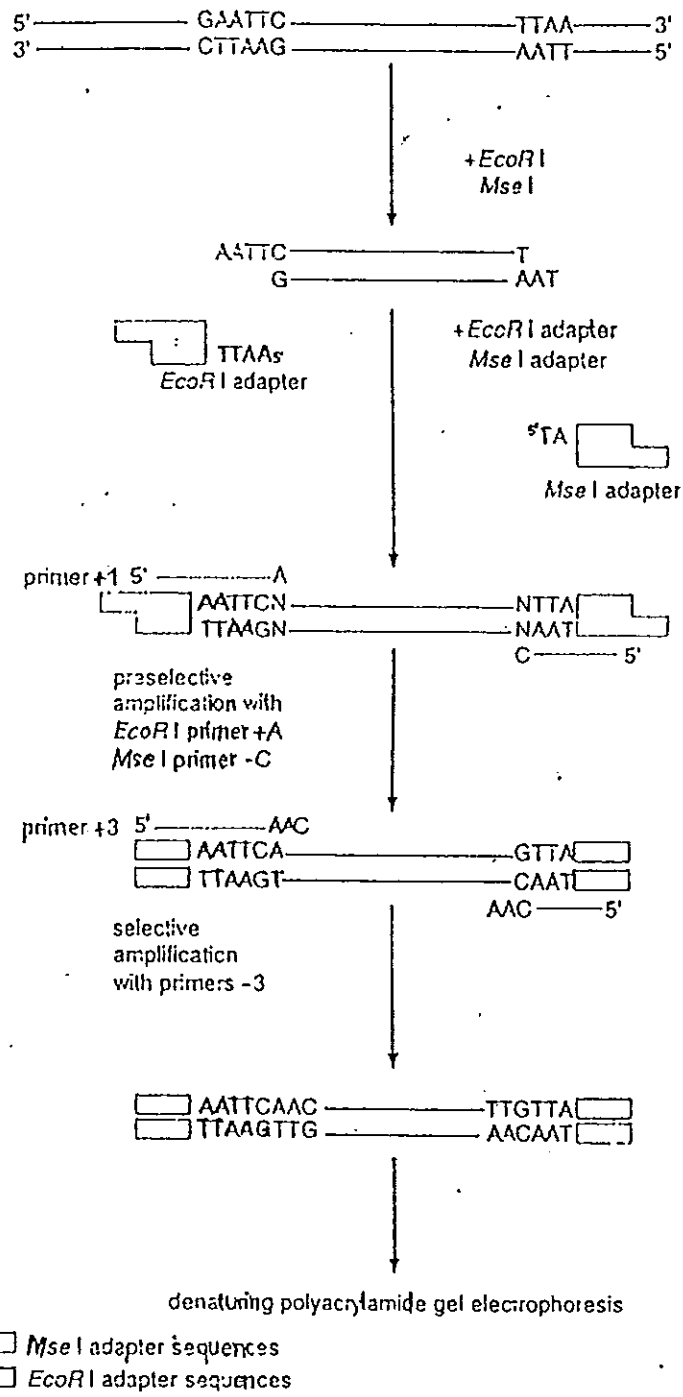 5' GAATTC TTAA 3'
3' CTTAAG AATT 5'
+EcoR I
Mse I
AATTC T
G AAT
+EcoR I adapter
Mse I adapter
TTAAs
EcoR I adapter
5'TA
Mse I adapter
primer +1 5' A
AATTCN NTTA
TTAAGN NAAT
C 5'
preselective
amplification with
EcoR I primer +A
Mse I primer -C
primer +3 5' AAC
AATTCA GTTA
TTAAGT CAAT
AAC 5'
selective
amplification
with primers -3
AATTCAAC TTGTTA
TTAAGTTG AACAAT
denaturing polyacrylamide gel electrophoresis
Mse I adapter sequences
EcoR I adapter sequences